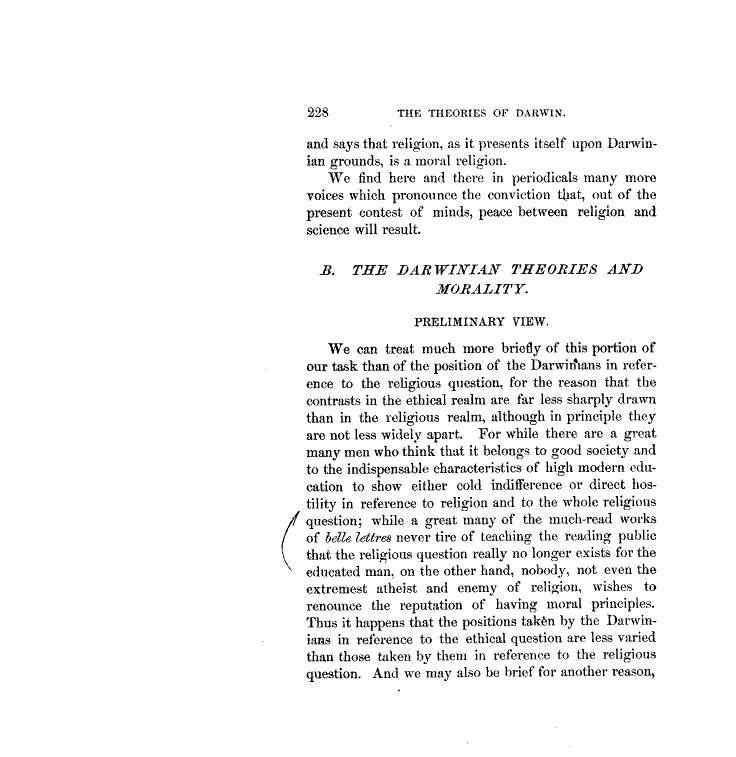 228 THE THEORIES OF DARWIN.
and says that religion, as it presents itself upon Darwin-
ian grounds, is a moral religion.
We find here and there in periodicals many more
voices which pronounce the conviction that, out of the
present contest of minds, peace between religion and
science will result.
B. THE DARWINIAN THEORIES AND
MORALITY.
PRELIMINARY VIEW.
We can treat much more briefly of this portion of
our task than of the position of the Darwinians in refer-
ence to the religious question, for the reason that the
contrasts in the ethical realm are far less sharply drawn
than in the religious realm, although in principle they
are not less widely apart. For while there are a great
many men who think that it belongs to good society and
to the indispensable characteristics of high modern edu-
cation to show either cold indifference or direct hos-
tility in reference to religion and to the whole religious
question; while a great many of the much-read works
of belle lettres never tire of teaching the reading public
that the religious question really no longer exists for the
educated man, on the other hand, nobody, not even the
extremest atheist and enemy of religion, wishes to
renounce the reputation of having moral principles.
Thus it happens that the positions taken by the Darwin-
ians in reference to the ethical question are less varied
than those taken by them in reference to the religious
question. And we may also be brief for another reason,